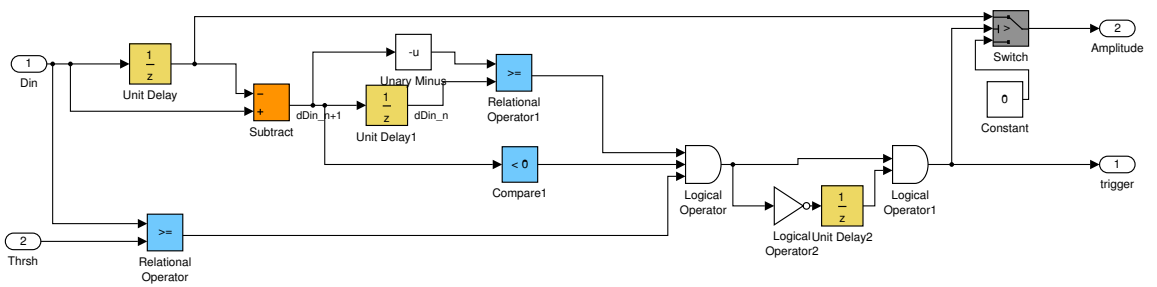 2
Amplitude
>
Switch
1
Din
1
z
Unit Delay
-u
Unary Minus
>=
Relational
Operator1
−
+
Subtract
dDin_n+1
1
z
Unit Delay1
dDin_n
0
Constant
< 0
Compare1
Logical
Operator
Logical
Operator1
1
trigger
Logical
Operator2
1
z
Unit Delay2
2
Thrsh
>=
Relational
Operator